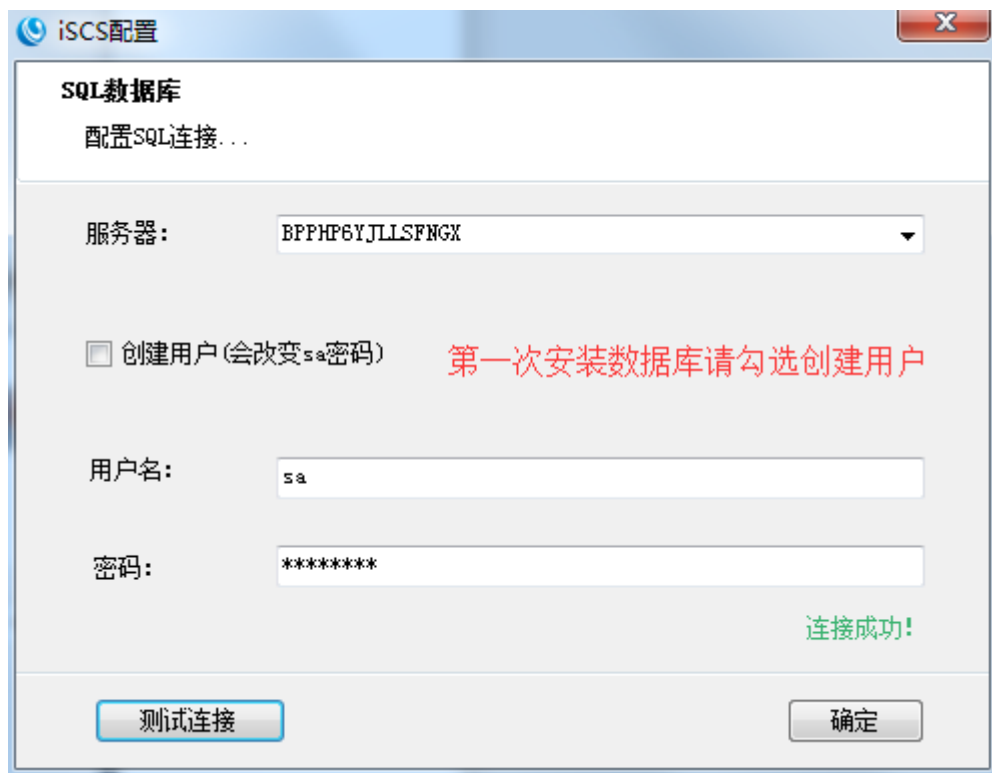 iSCS配置
SQL数据库
配置SQL连接...
服务器:
BPPHP6YJLLSFNGX
创建用户(会改变sa密码)
第一次安装数据库请勾选创建用户
用户名:
sa
密码:
********
连接成功!
测试连接
确定